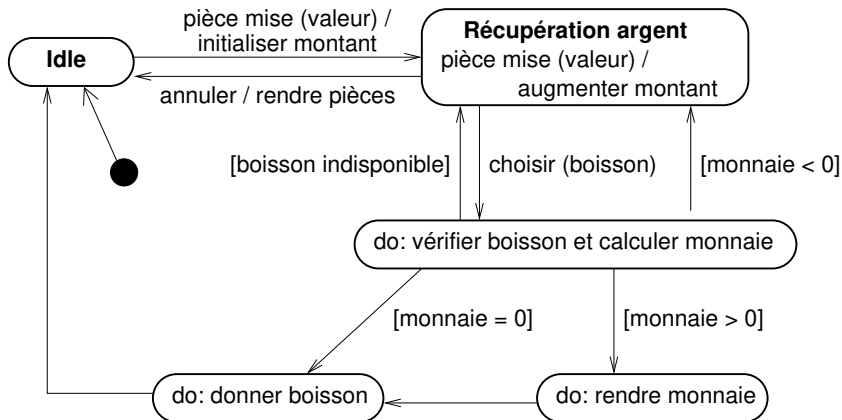 pièce mise (valeur) /
initialiser montant
Idle
annuler / rendre pièces
Récupération argent
pièce mise (valeur) /
augmenter montant
[boisson indisponible]
choisir (boisson)
[monnaie < 0]
do: vérifier boisson et calculer monnaie
[monnaie = 0]
[monnaie > 0]
do: donner boisson
do: rendre monnaie